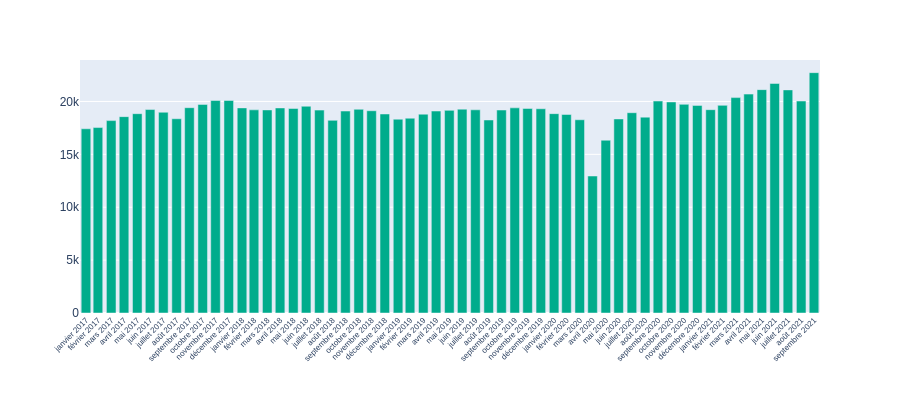 20k
15k
10k
5k
0
janvier 2017
février 2017
mars 2017
avril 2017
mai 2017
juin 2017
juillet 2017
août 2017
septembre 2017
octobre 2017
novembre 2017
décembre 2017
janvier 2018
février 2018
mars 2018
avril 2018
mai 2018
juin 2018
juillet 2018
août 2018
septembre 2018
octobre 2018
novembre 2018
décembre 2018
janvier 2019
février 2019
mars 2019
avril 2019
mai 2019
juin 2019
juillet 2019
août 2019
septembre 2019
octobre 2019
novembre 2019
décembre 2019
janvier 2020
février 2020
mars 2020
avril 2020
mai 2020
juin 2020
juillet 2020
août 2020
septembre 2020
octobre 2020
novembre 2020
décembre 2020
janvier 2021
février 2021
mars 2021
avril 2021
mai 2021
juin 2021
juillet 2021
août 2021
septembre 2021